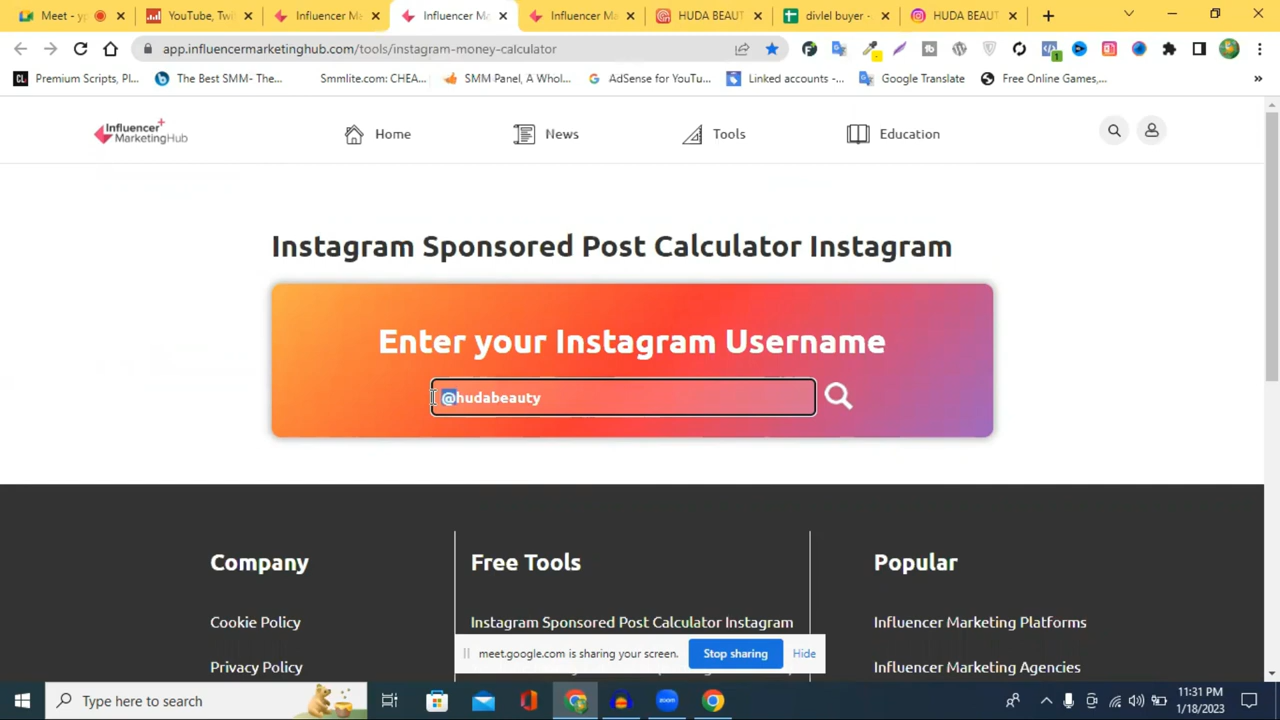 Meet - yp
YouTube, Twi
Influencer Ma
Influencer Ma
Influencer Ma
HUDA BEAUT
divlel buyer -
HUDA BEAUT
app.influencermarketinghub.com/tools/instagram-money-calculator
Premium Scripts, Pl...
The Best SMM- The...
Smmlite.com: CHEA...
SMM Panel, A Whol...
AdSense for YouTu...
Linked accounts -...
Google Translate
Free Online Games,...
»
Influencer
MarketingHub
Home
News
Tools
Education
Instagram Sponsored Post Calculator Instagram
Enter your Instagram Username
@hudabeauty
Company
Free Tools
Popular
Cookie Policy
Instagram Sponsored Post Calculator Instagram
Influencer Marketing Platforms
Privacy Policy
Influencer Marketing Agencies
meet.google.com is sharing your screen.
Stop sharing
Hide
Type here to search
11:31 PM
1/18/2023